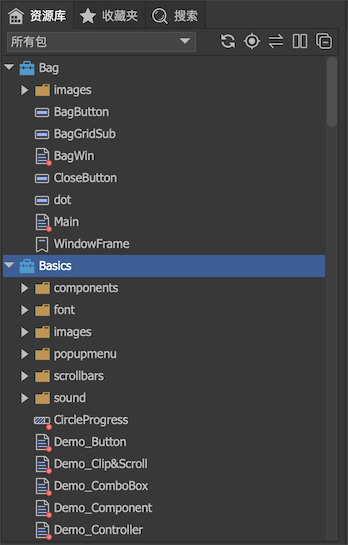 资源库 收藏夹 搜索
所有包
Bag
images
BagButton
BagGridSub
BagWin
CloseButton
dot
Main
WindowFrame
Basics
components
font
images
popupmenu
scrollbars
sound
CircleProgress
Demo_Button
Demo_Clip&Scroll
Demo_ComboBox
Demo_Component
Demo_Controller